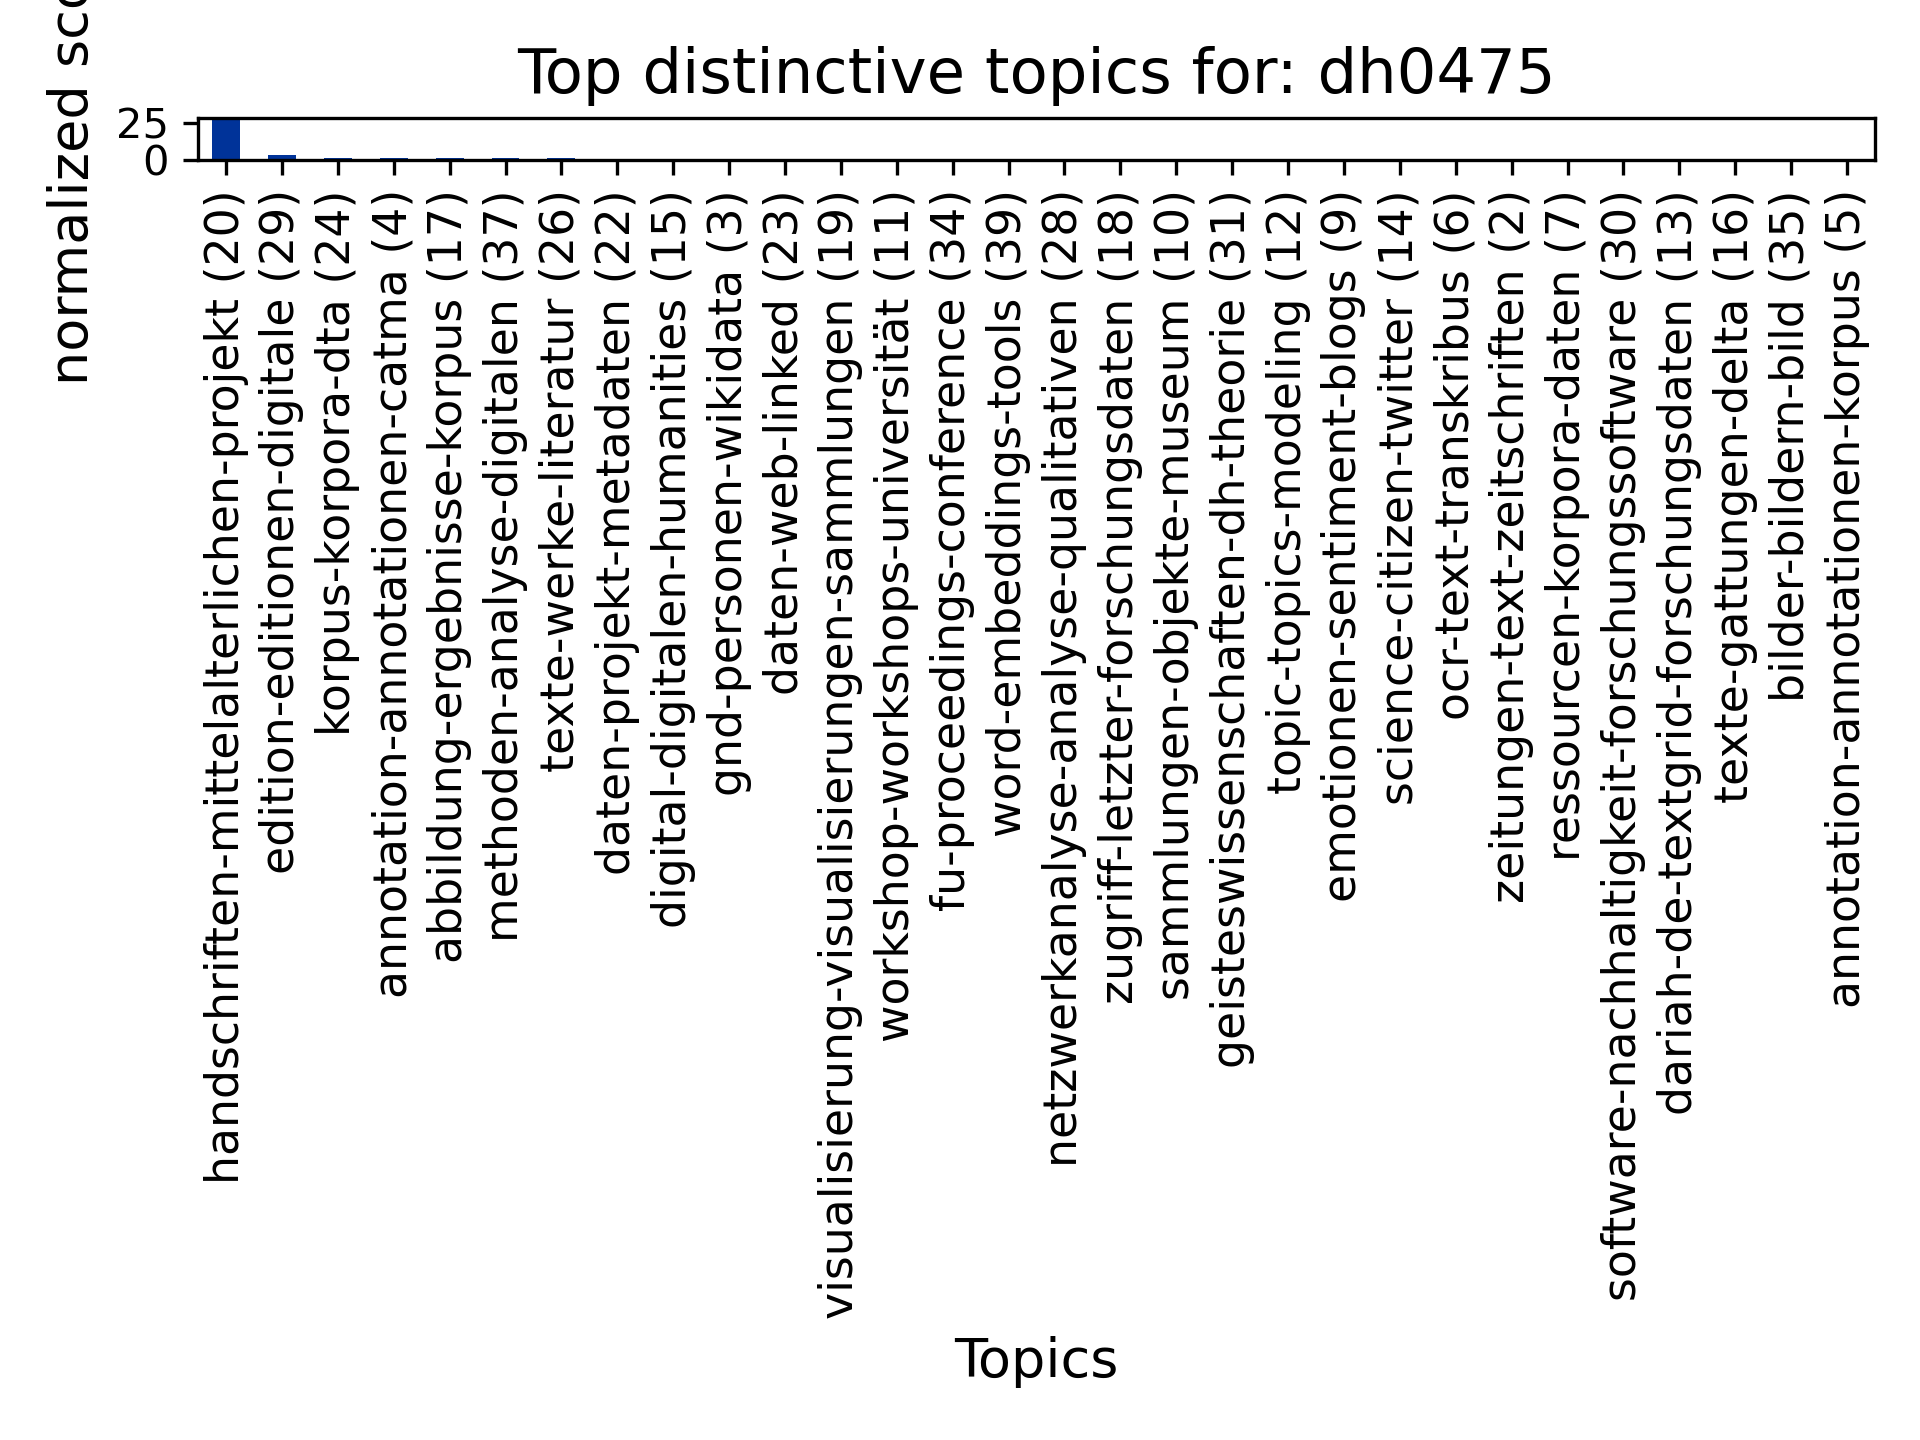 Top distinctive topics for: dh0475
normalized sco
25
0
handschriften-mittelalterlichen-projekt (20)
edition-editionen-digitale (29)
korpus-korpora-dta (24)
annotation-annotationen-catma (4)
abbildung-ergebnisse-korpus (17)
methoden-analyse-digitalen (37)
texte-werke-literatur (26)
daten-projekt-metadaten (22)
digital-digitalen-humanities (15)
gnd-personen-wikidata (3)
daten-web-linked (23)
visualisierung-visualisierungen-sammlungen (19)
workshop-workshops-universität (11)
fu-proceedings-conference (34)
word-embeddings-tools (39)
netzwerkanalyse-analyse-qualitativen (28)
zugriff-letzter-forschungsdaten (18)
sammlungen-objekte-museum (10)
geisteswissenschaften-dh-theorie (31)
topic-topics-modeling (12)
emotionen-sentiment-blogs (9)
science-citizen-twitter (14)
ocr-text-transkribus (6)
zeitungen-text-zeitschriften (2)
ressourcen-korpora-daten (7)
software-nachhaltigkeit-forschungssoftware (30)
dariah-de-textgrid-forschungsdaten (13)
texte-gattungen-delta (16)
bilder-bildern-bild (35)
annotation-annotationen-korpus (5)
Topics